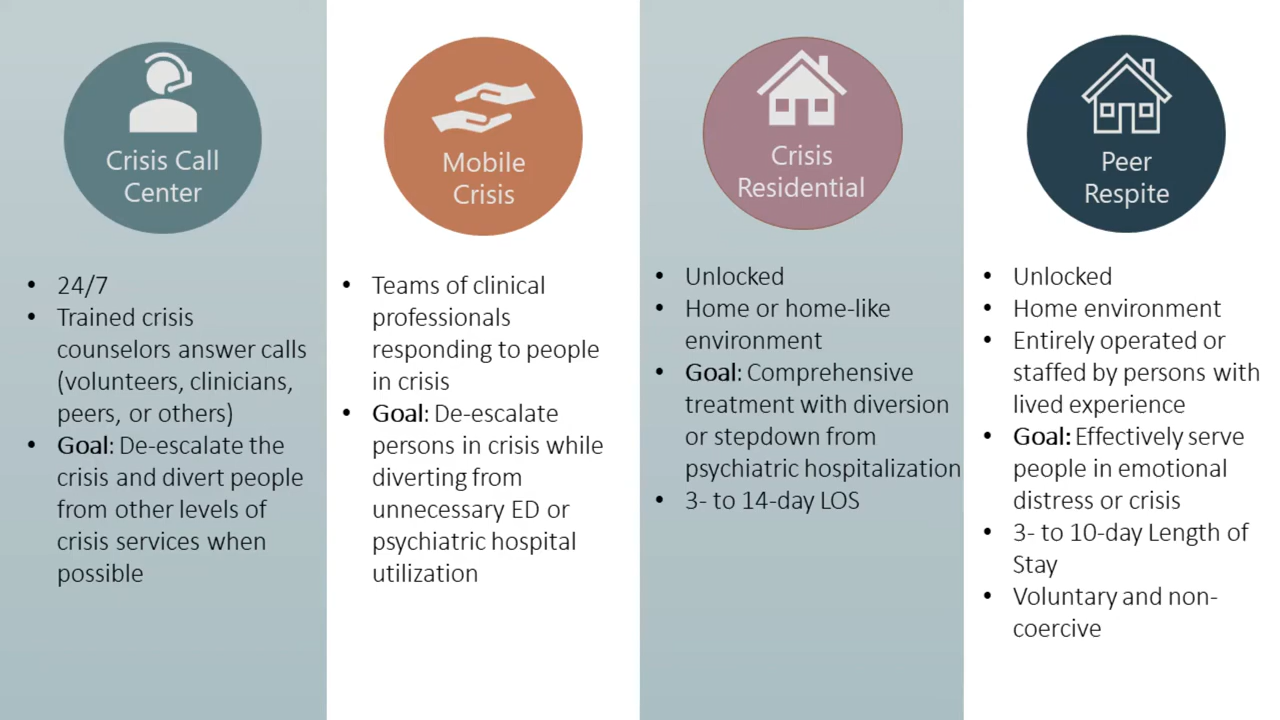 Crisis Call
Center
• 24/7
• Trained crisis
counselors answer calls
(volunteers, clinicians,
peers, or others)
• Goal: De-escalate the
crisis and divert people
from other levels of
crisis services when
possible
Mobile
Crisis
• Teams of clinical
professionals
responding to people
in crisis
• Goal: De-escalate
persons in crisis while
diverting from
unnecessary ED or
psychiatric hospital
utilization
Crisis
Residential
• Unlocked
• Home or home-like
environment
• Goal: Comprehensive
treatment with diversion
or stepdown from
psychiatric hospitalization
• 3- to 14-day LOS
Peer
Respite
• Unlocked
• Home environment
• Entirely operated or
staffed by persons with
lived experience
• Goal: Effectively serve
people in emotional
distress or crisis
• 3- to 10-day Length of
Stay
• Voluntary and non-
coercive